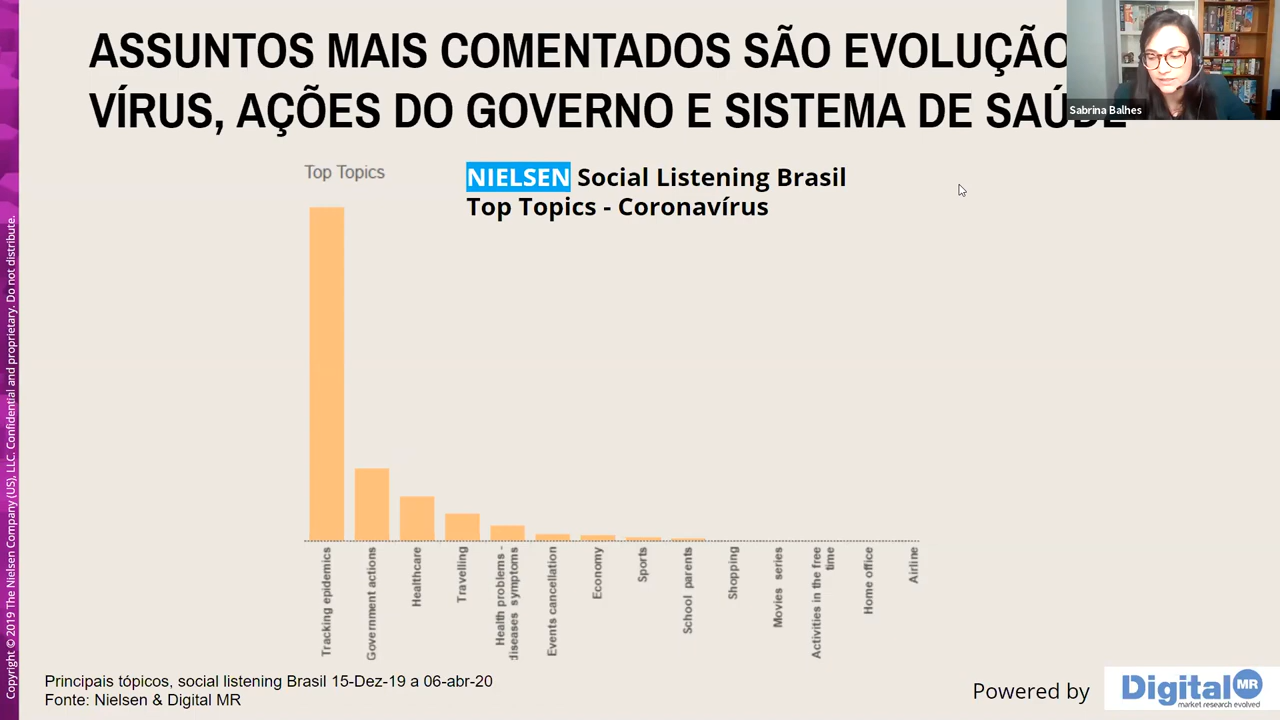 ASSUNTOS MAIS COMENTADOS SÃO EVOLUÇÃO
VÍRUS, AÇÕES DO GOVERNO E SISTEMA DE SAÚDE
Sabrina Balhes
Top Topics
NIELSEN Social Listening Brasil
Top Topics - Coronavírus
Tracking epidemics
Government actions
Healthcare
Travelling
Health problems -
diseases symptoms
Events cancellation
Economy
Sports
School parents
Shopping
Movies series
Activities in the free
time
Home office
Airline
Principais tópicos, social listening Brasil 15-Dez-19 a 06-abr-20
Fonte: Nielsen & Digital MR
Powered by
Digital MR
market research evolved
Copyright © 2019 The Nielsen Company (US), LLC. Confidential and proprietary. Do not distribute.